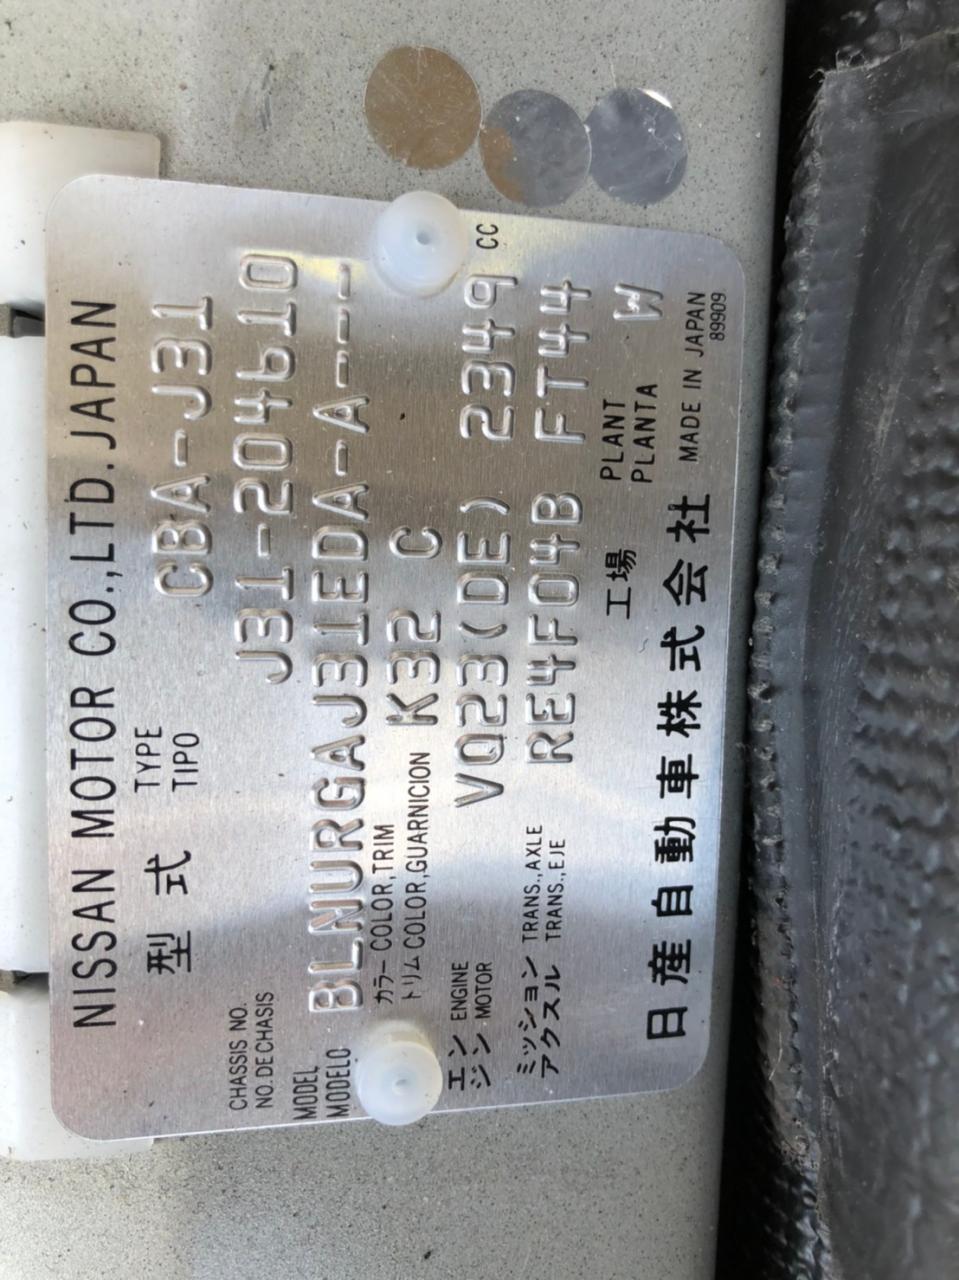 NISSAN MOTOR CO.,LTD. JAPAN
型式 TYPE TIPO CBA-J31
CHASSIS NO.
NO. DE CHASIS J31-204610
MODEL
MODELO BLNURGAJ31EDA-A----
カラー COLOR,TRIM
トリム COLOR,GUARNICION K32 C
エン ENGINE
ジン MOTOR VQ23(DE) 2349 CC
ミッション TRANS.,AXLE
アクスル TRANS.,EJE RE4F04B FT44
工場 PLANT
PLANTA W
日産自動車株式会社 MADE IN JAPAN
89909